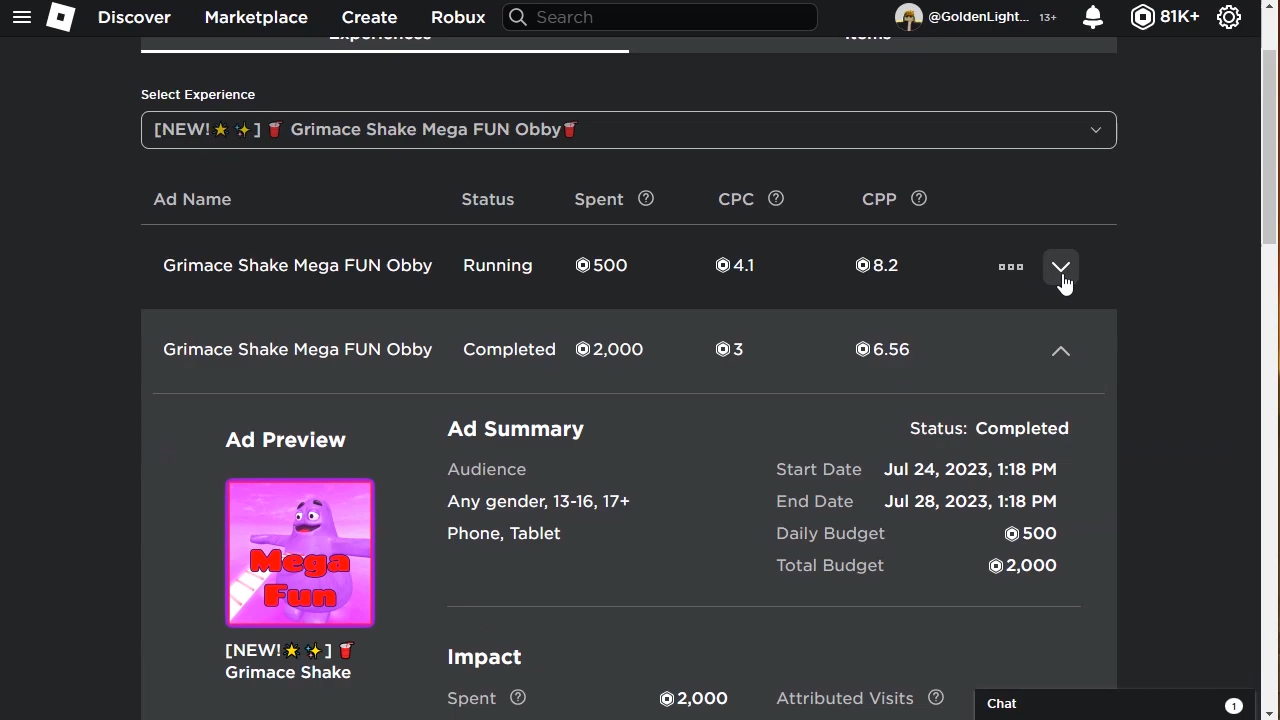 Discover Marketplace Create Robux Search @GoldenLight... 13+ 81K+
Experiences Items
Select Experience
[NEW!🌟✨] 🥤 Grimace Shake Mega FUN Obby🥤
Ad Name Status Spent ? CPC ? CPP ?
Grimace Shake Mega FUN Obby Running 500 4.1 8.2
Grimace Shake Mega FUN Obby Completed 2,000 3 6.56
Ad Preview
Mega
Fun
[NEW!🌟✨] 🥤
Grimace Shake
Ad Summary Status: Completed
Audience Start Date Jul 24, 2023, 1:18 PM
Any gender, 13-16, 17+ End Date Jul 28, 2023, 1:18 PM
Phone, Tablet Daily Budget 500
Total Budget 2,000
Impact
Spent ? 2,000 Attributed Visits ?
Chat 1